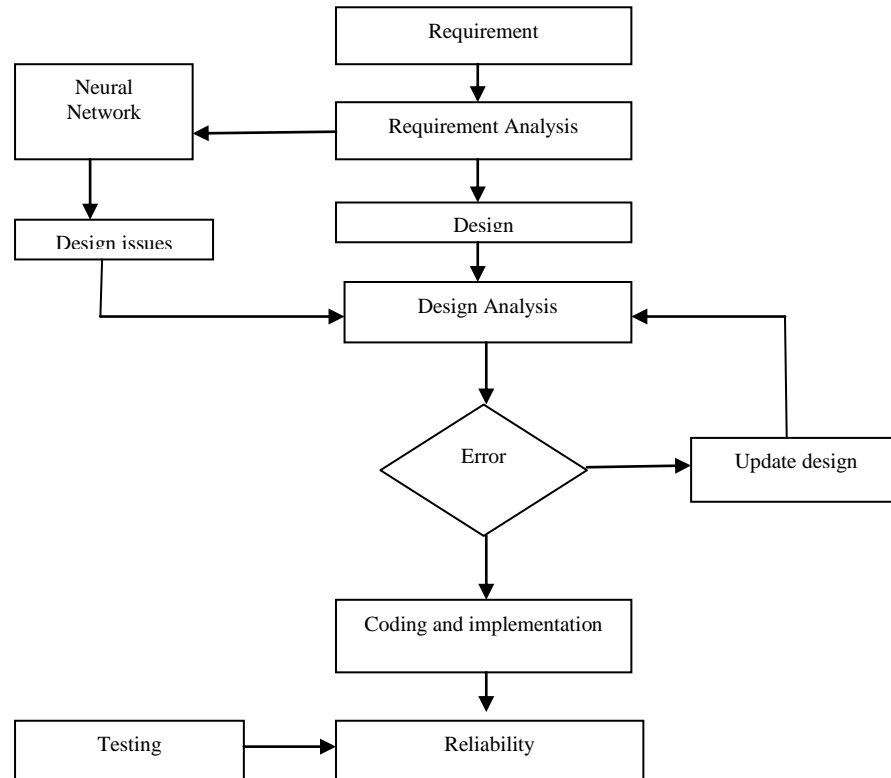 Requirement
Neural
Network
Requirement Analysis
Design
Design issues
Design Analysis
Error
Update design
Coding and implementation
Testing
Reliability